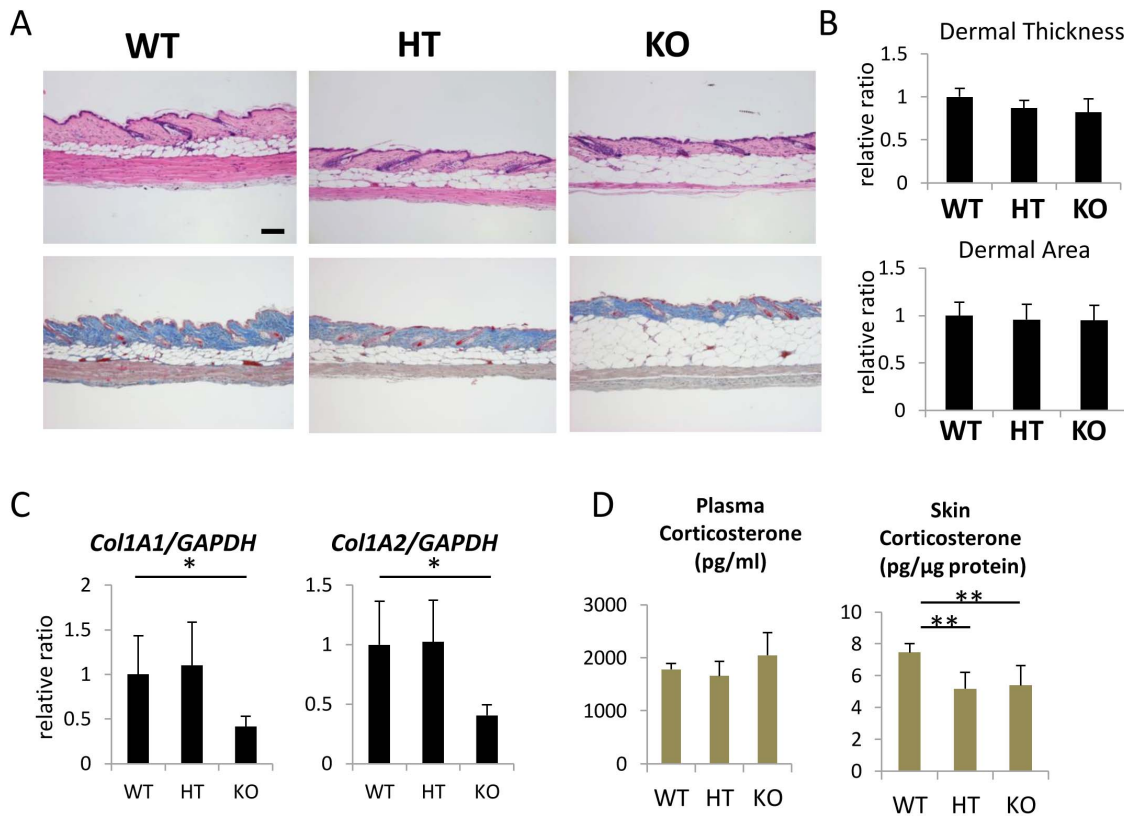 A
WT
HT
KO
B
Dermal Thickness
relative ratio
1.5
1
0.5
0
WT HT KO
Dermal Area
relative ratio
1.5
1
0.5
0
WT HT KO
C
Col1A1/GAPDH
*
relative ratio
2
1.5
1
0.5
0
WT HT KO
Col1A2/GAPDH
*
1.5
1
0.5
0
WT HT KO
D
Plasma
Corticosterone
(pg/ml)
3000
2000
1000
0
WT HT KO
Skin
Corticosterone
(pg/μg protein)
**
**
10
8
6
4
2
0
WT HT KO